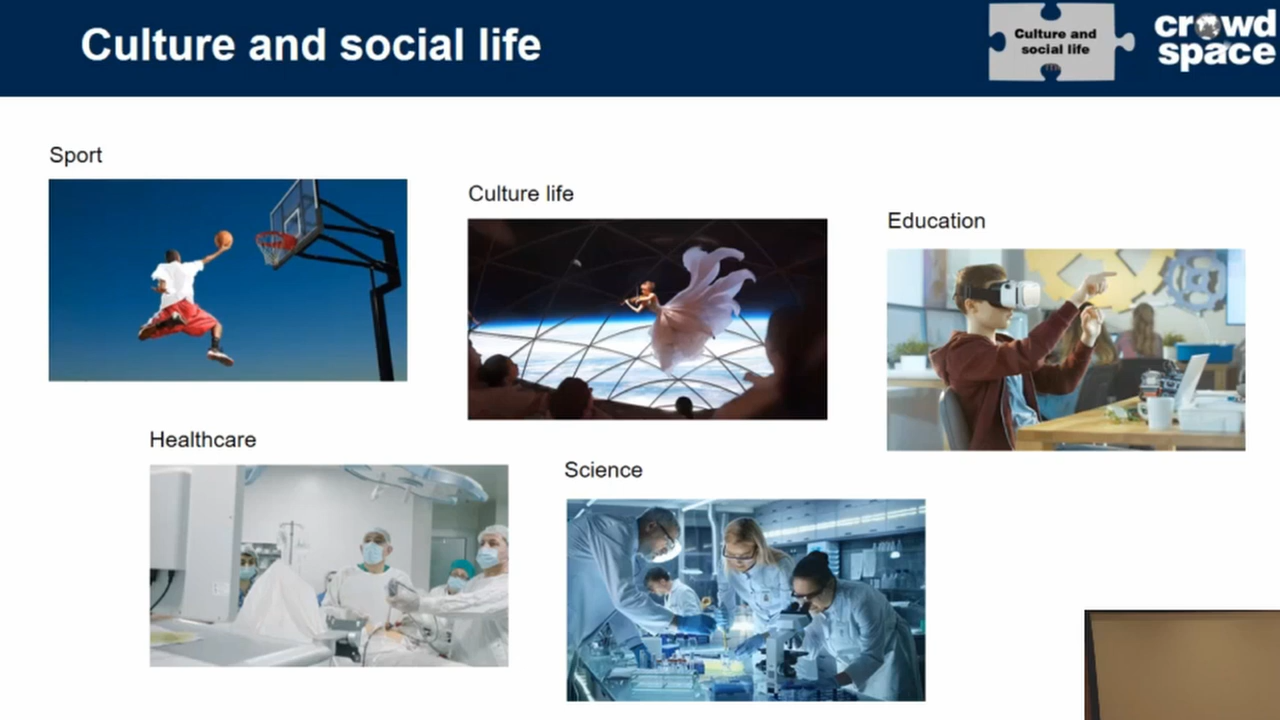 Culture and social life
Culture and
social life
crowd
space
Sport
Culture life
Education
Healthcare
Science